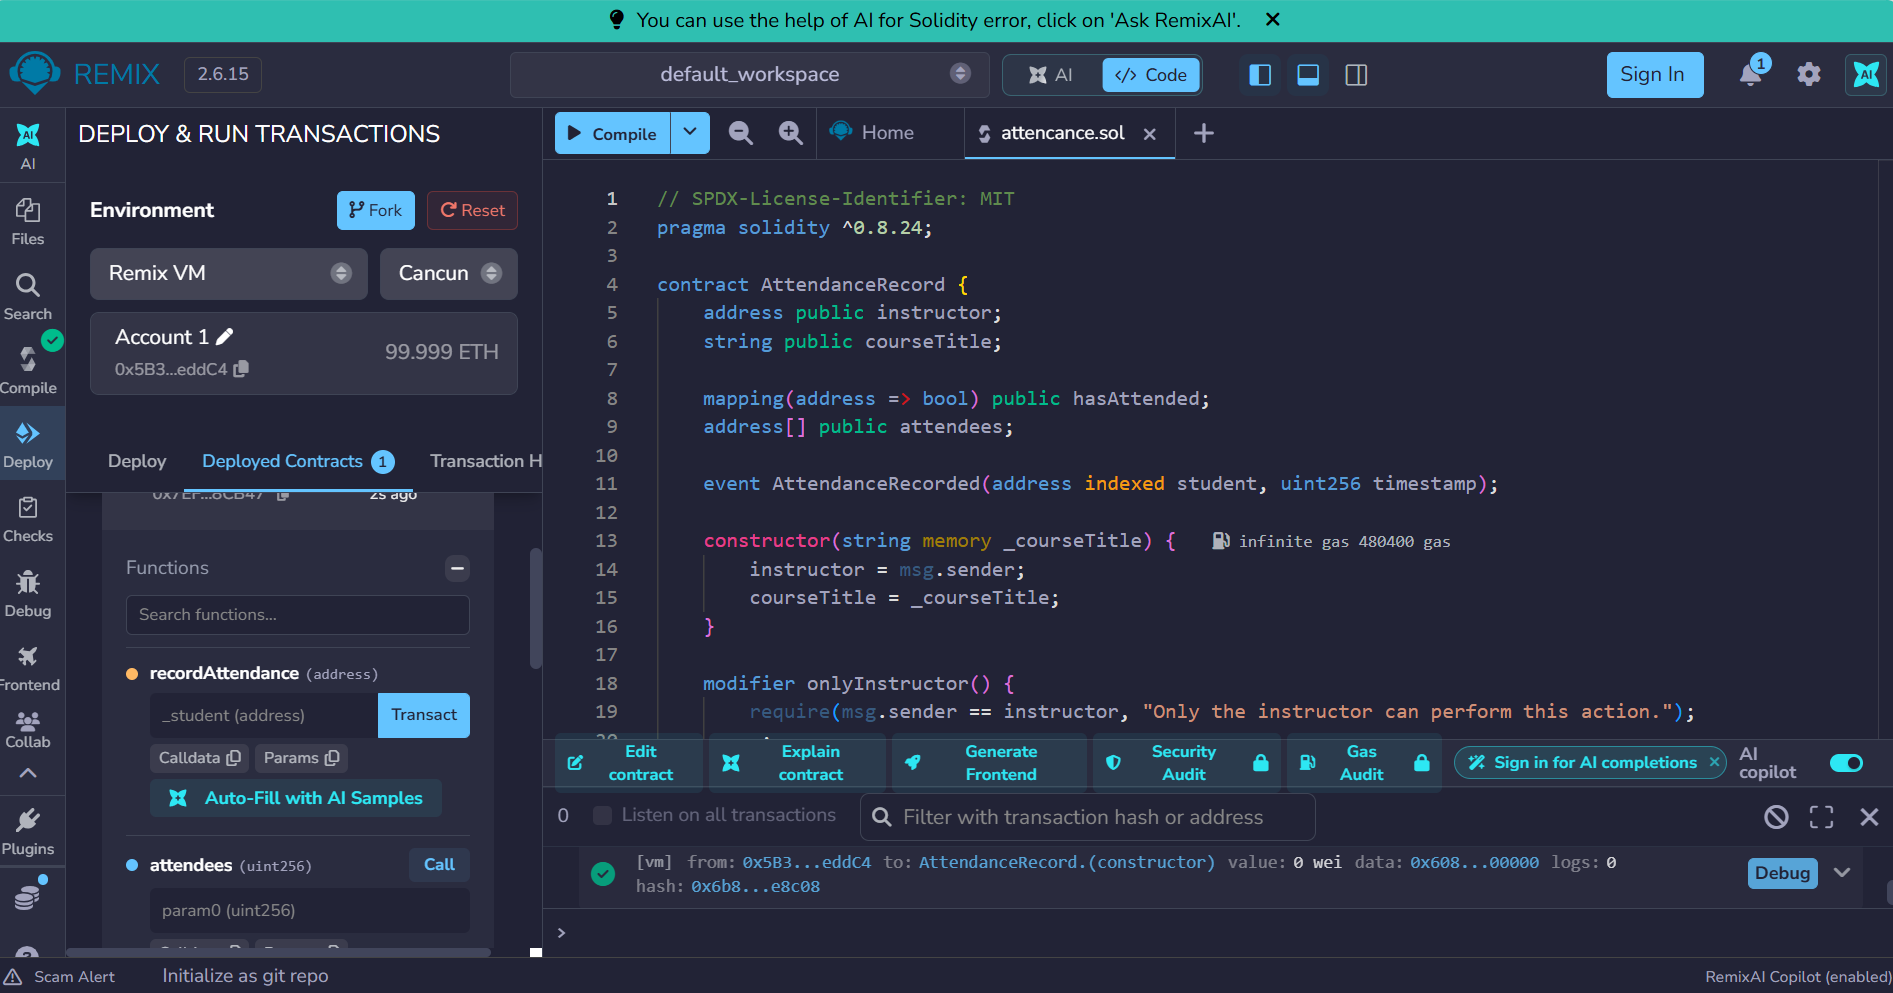 You can use the help of AI for Solidity error, click on 'Ask RemixAI'. ✕
REMIX 2.6.15
default_workspace
AI </> Code
Sign In
1
AI
AI
AI
Files
Search
Compile
Deploy
Checks
Debug
Frontend
Collab
Plugins
DEPLOY & RUN TRANSACTIONS
Environment
Fork Reset
Remix VM Cancun
Account 1
0x5B3...eddC4
99.999 ETH
Deploy Deployed Contracts 1 Transaction H
0x7EF...8CB47 2s ago
Functions
Search functions...
recordAttendance (address)
_student (address) Transact
Calldata Params
Auto-Fill with AI Samples
attendees (uint256) Call
param0 (uint256)
Compile
Home
attencance.sol
1 // SPDX-License-Identifier: MIT
2 pragma solidity ^0.8.24;
3
4 contract AttendanceRecord {
5 address public instructor;
6 string public courseTitle;
7
8 mapping(address => bool) public hasAttended;
9 address[] public attendees;
10
11 event AttendanceRecorded(address indexed student, uint256 timestamp);
12
13 constructor(string memory _courseTitle) { infinite gas 480400 gas
14 instructor = msg.sender;
15 courseTitle = _courseTitle;
16 }
17
18 modifier onlyInstructor() {
19 require(msg.sender == instructor, "Only the instructor can perform this action.");
Edit contract
Explain contract
Generate Frontend
Security Audit
Gas Audit
Sign in for AI completions ✕
AI copilot
0 Listen on all transactions
Filter with transaction hash or address
[vm] from: 0x5B3...eddC4 to: AttendanceRecord.(constructor) value: 0 wei data: 0x608...00000 logs: 0
hash: 0x6b8...e8c08
Debug
>
Scam Alert
Initialize as git repo
RemixAI Copilot (enabled)